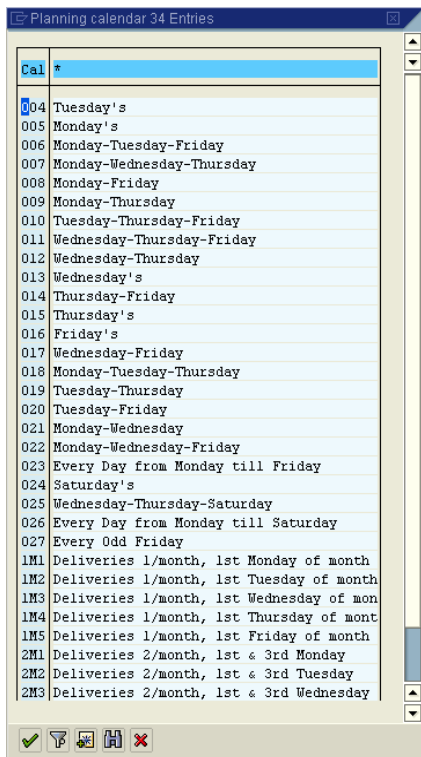 Planning calendar 34 Entries
Cal *
004 Tuesday's
005 Monday's
006 Monday-Tuesday-Friday
007 Monday-Wednesday-Thursday
008 Monday-Friday
009 Monday-Thursday
010 Tuesday-Thursday-Friday
011 Wednesday-Thursday-Friday
012 Wednesday-Thursday
013 Wednesday's
014 Thursday-Friday
015 Thursday's
016 Friday's
017 Wednesday-Friday
018 Monday-Tuesday-Thursday
019 Tuesday-Thursday
020 Tuesday-Friday
021 Monday-Wednesday
022 Monday-Wednesday-Friday
023 Every Day from Monday till Friday
024 Saturday's
025 Wednesday-Thursday-Saturday
026 Every Day from Monday till Saturday
027 Every Odd Friday
1M1 Deliveries 1/month, 1st Monday of month
1M2 Deliveries 1/month, 1st Tuesday of month
1M3 Deliveries 1/month, 1st Wednesday of mon
1M4 Deliveries 1/month, 1st Thursday of mont
1M5 Deliveries 1/month, 1st Friday of month
2M1 Deliveries 2/month, 1st & 3rd Monday
2M2 Deliveries 2/month, 1st & 3rd Tuesday
2M3 Deliveries 2/month, 1st & 3rd Wednesday